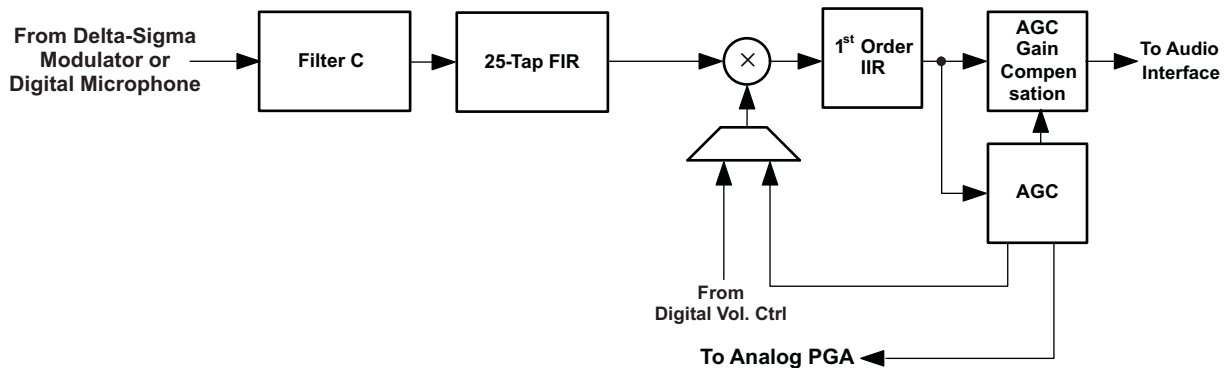 From Delta-Sigma
Modulator or
Digital Microphone
Filter C
25-Tap FIR
×
1st Order
IIR
AGC
Gain
Compen
sation
To Audio
Interface
AGC
From
Digital Vol. Ctrl
To Analog PGA